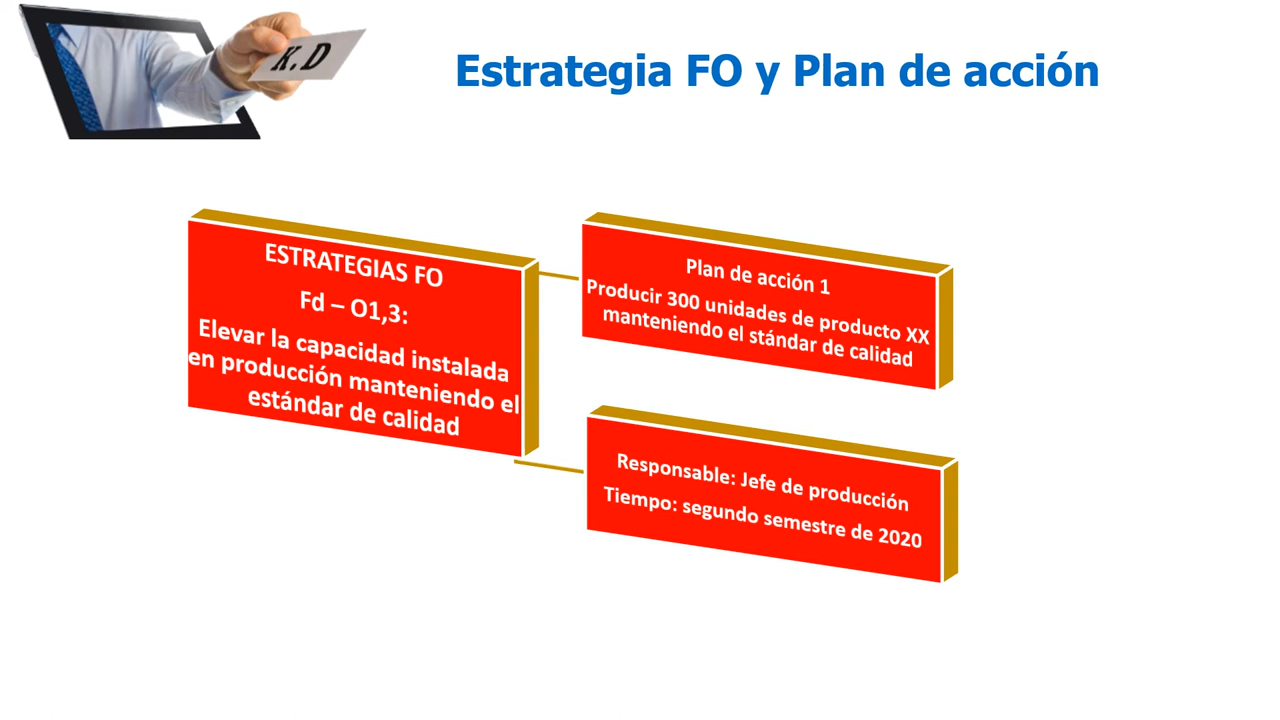 K.D
Estrategia FO y Plan de acción
ESTRATEGIAS FO
Fd – O1,3:
Elevar la capacidad instalada
en producción manteniendo el
estándar de calidad
Plan de acción 1
Producir 300 unidades de producto XX
manteniendo el stándar de calidad
Responsable: Jefe de producción
Tiempo: segundo semestre de 2020